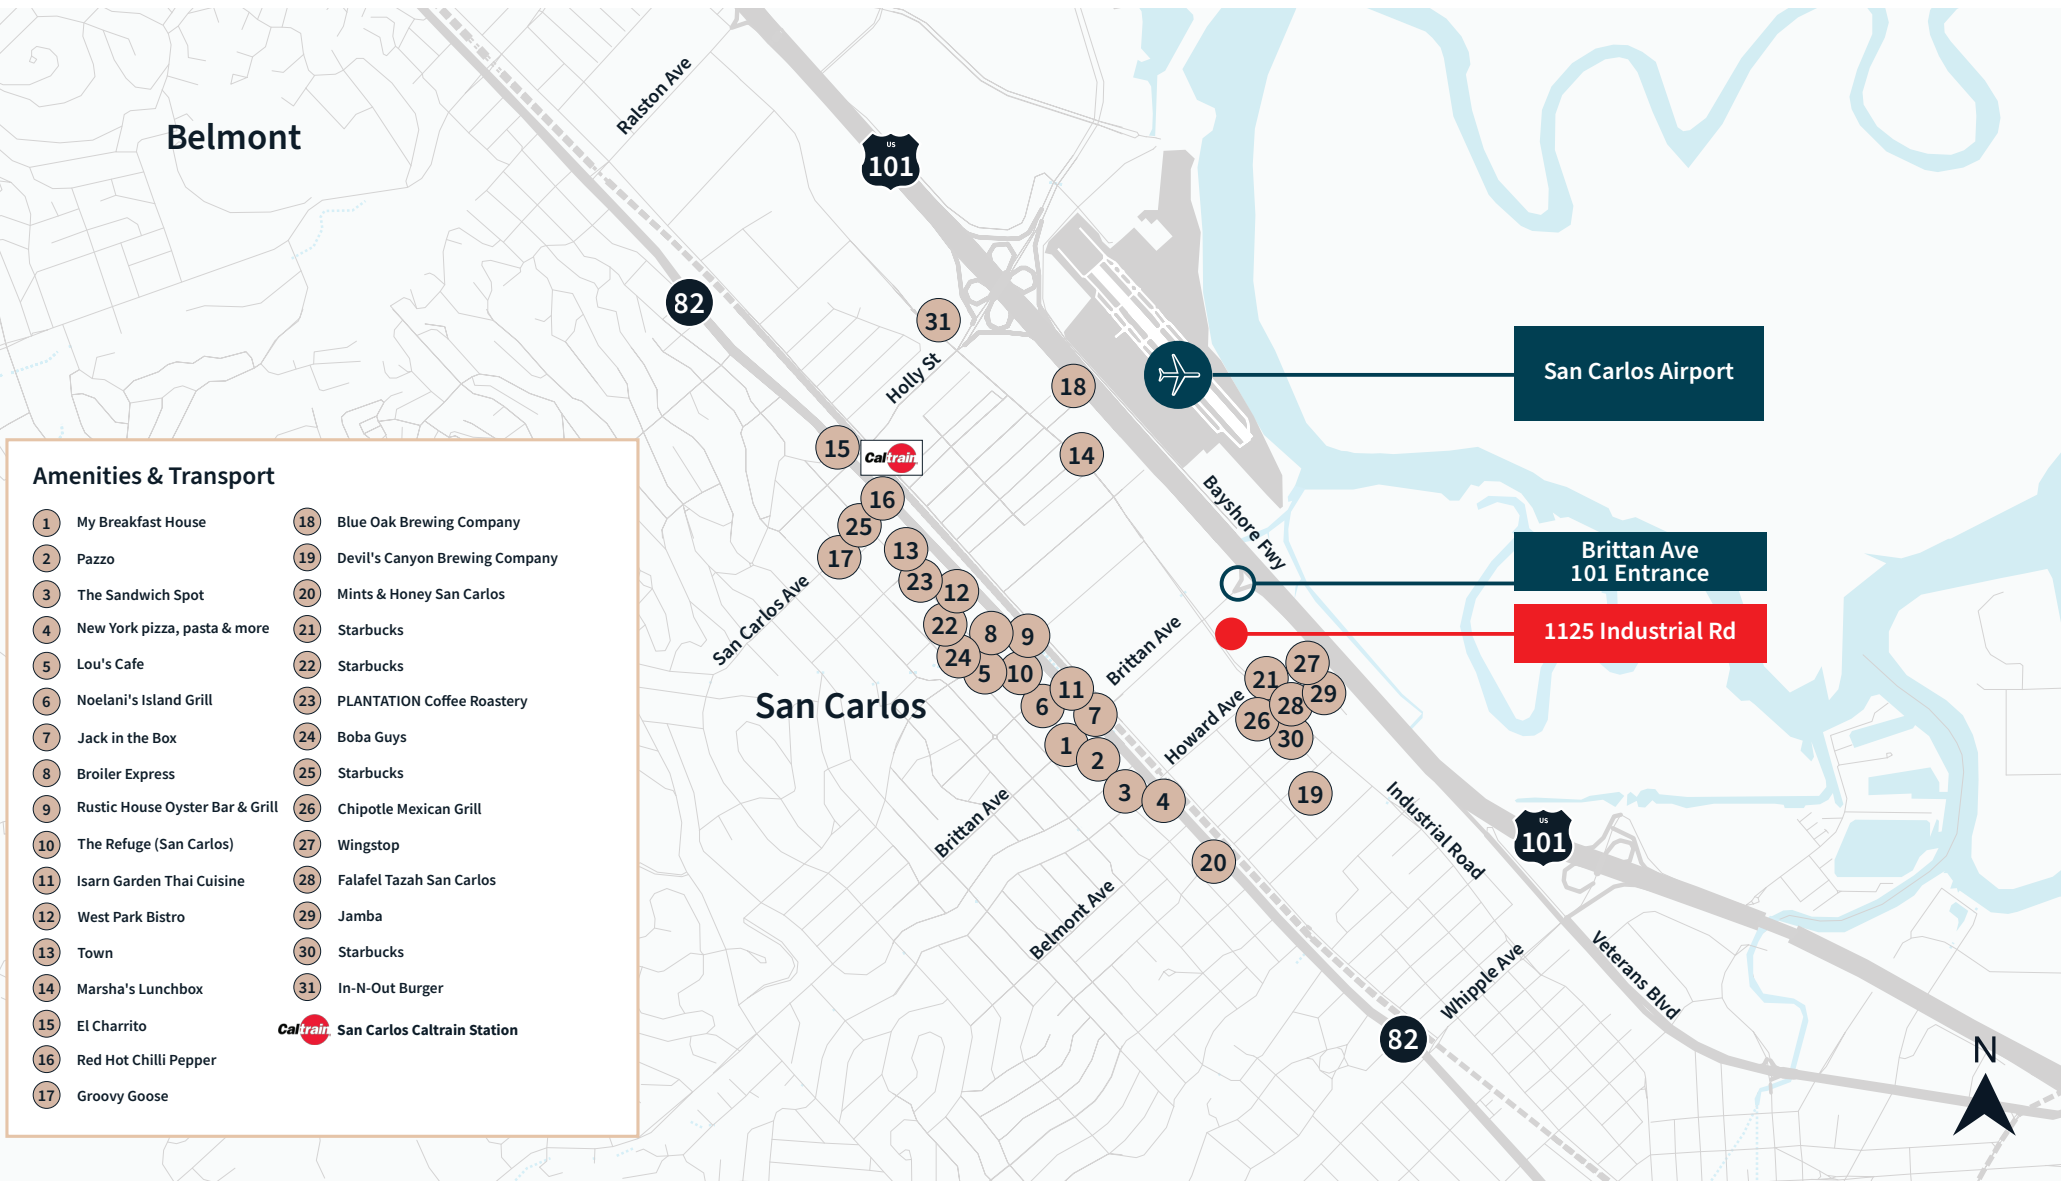 Belmont
Ralston Ave
US
101
82
31
Holly St
18
San Carlos Airport
15
Caltrain
14
16
25
Bayshore Fwy
17
13
Brittan Ave
101 Entrance
23
12
San Carlos Ave
22
8
9
1125 Industrial Rd
24
5
10
Brittan Ave
27
21
29
San Carlos
6
11
7
Howard Ave
28
26
30
1
2
3
4
19
Brittan Ave
Industrial Road
US
101
20
Belmont Ave
Whipple Ave
Veterans Blvd
82
N
Amenities & Transport
1 My Breakfast House
2 Pazzo
3 The Sandwich Spot
4 New York pizza, pasta & more
5 Lou's Cafe
6 Noelani's Island Grill
7 Jack in the Box
8 Broiler Express
9 Rustic House Oyster Bar & Grill
10 The Refuge (San Carlos)
11 Isarn Garden Thai Cuisine
12 West Park Bistro
13 Town
14 Marsha's Lunchbox
15 El Charrito
16 Red Hot Chilli Pepper
17 Groovy Goose
18 Blue Oak Brewing Company
19 Devil's Canyon Brewing Company
20 Mints & Honey San Carlos
21 Starbucks
22 Starbucks
23 PLANTATION Coffee Roastery
24 Boba Guys
25 Starbucks
26 Chipotle Mexican Grill
27 Wingstop
28 Falafel Tazah San Carlos
29 Jamba
30 Starbucks
31 In-N-Out Burger
Caltrain San Carlos Caltrain Station